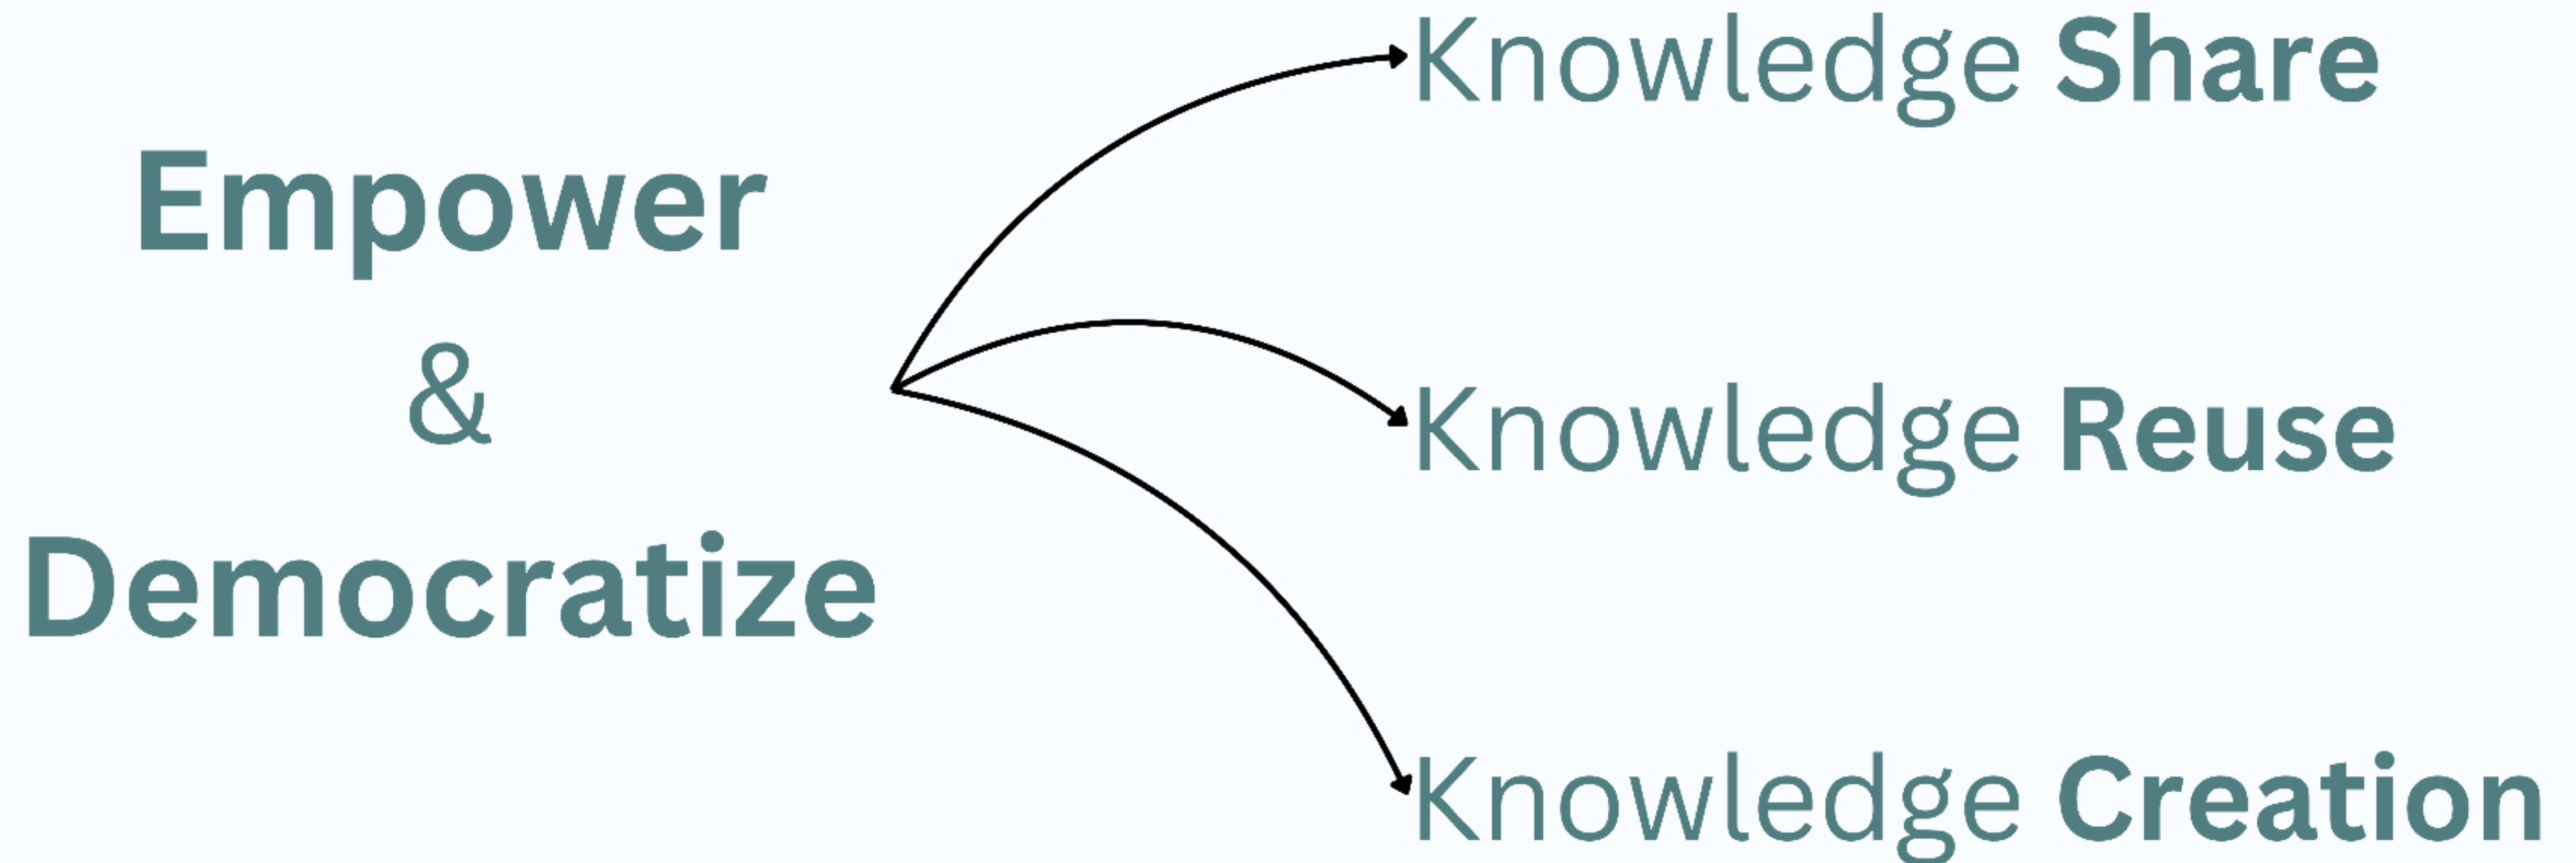 Empower
&
Democratize
Knowledge Share
Knowledge Reuse
Knowledge Creation